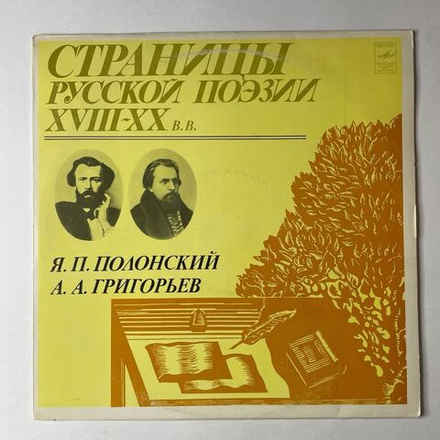 СТРАНИЦЫ
РУССКОЙ ПОЭЗИИ
XVIII-XX В.В.
Я. П. ПОЛОНСКИЙ
А. А. ГРИГОРЬЕВ